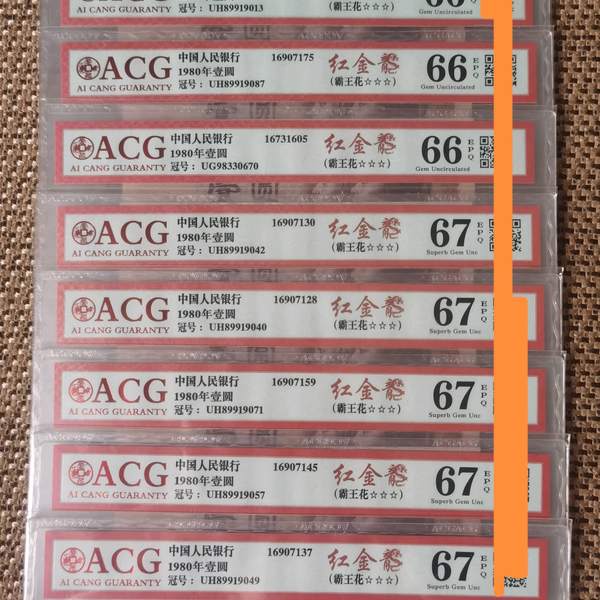 AI CANG GUARANTY
冠号： UH89919013
Gem Uncirculated
ACG
AI CANG GUARANTY
中国人民银行
1980年壹圆
冠号： UH89919087
16907175
红金龙
(霸王花☆☆☆)
66
EPQ
Gem Uncirculated
ACG
AI CANG GUARANTY
中国人民银行
1980年壹圆
冠号： UG98330670
16731605
红金龙
(霸王花☆☆☆)
66
EPQ
Gem Uncirculated
ACG
AI CANG GUARANTY
中国人民银行
1980年壹圆
冠号： UH89919042
16907130
红金龙
(霸王花☆☆☆)
67
EPQ
Superb Gem Unc
ACG
AI CANG GUARANTY
中国人民银行
1980年壹圆
冠号： UH89919040
16907128
红金龙
(霸王花☆☆☆)
67
EPQ
Superb Gem Unc
ACG
AI CANG GUARANTY
中国人民银行
1980年壹圆
冠号： UH89919071
16907159
红金龙
(霸王花☆☆☆)
67
EPQ
Superb Gem Unc
ACG
AI CANG GUARANTY
中国人民银行
1980年壹圆
冠号： UH89919057
16907145
红金龙
(霸王花☆☆☆)
67
EPQ
Superb Gem Unc
ACG
AI CANG GUARANTY
中国人民银行
1980年壹圆
冠号： UH89919049
16907137
红金龙
(霸王花☆☆☆)
67
EPQ
Superb Gem Unc